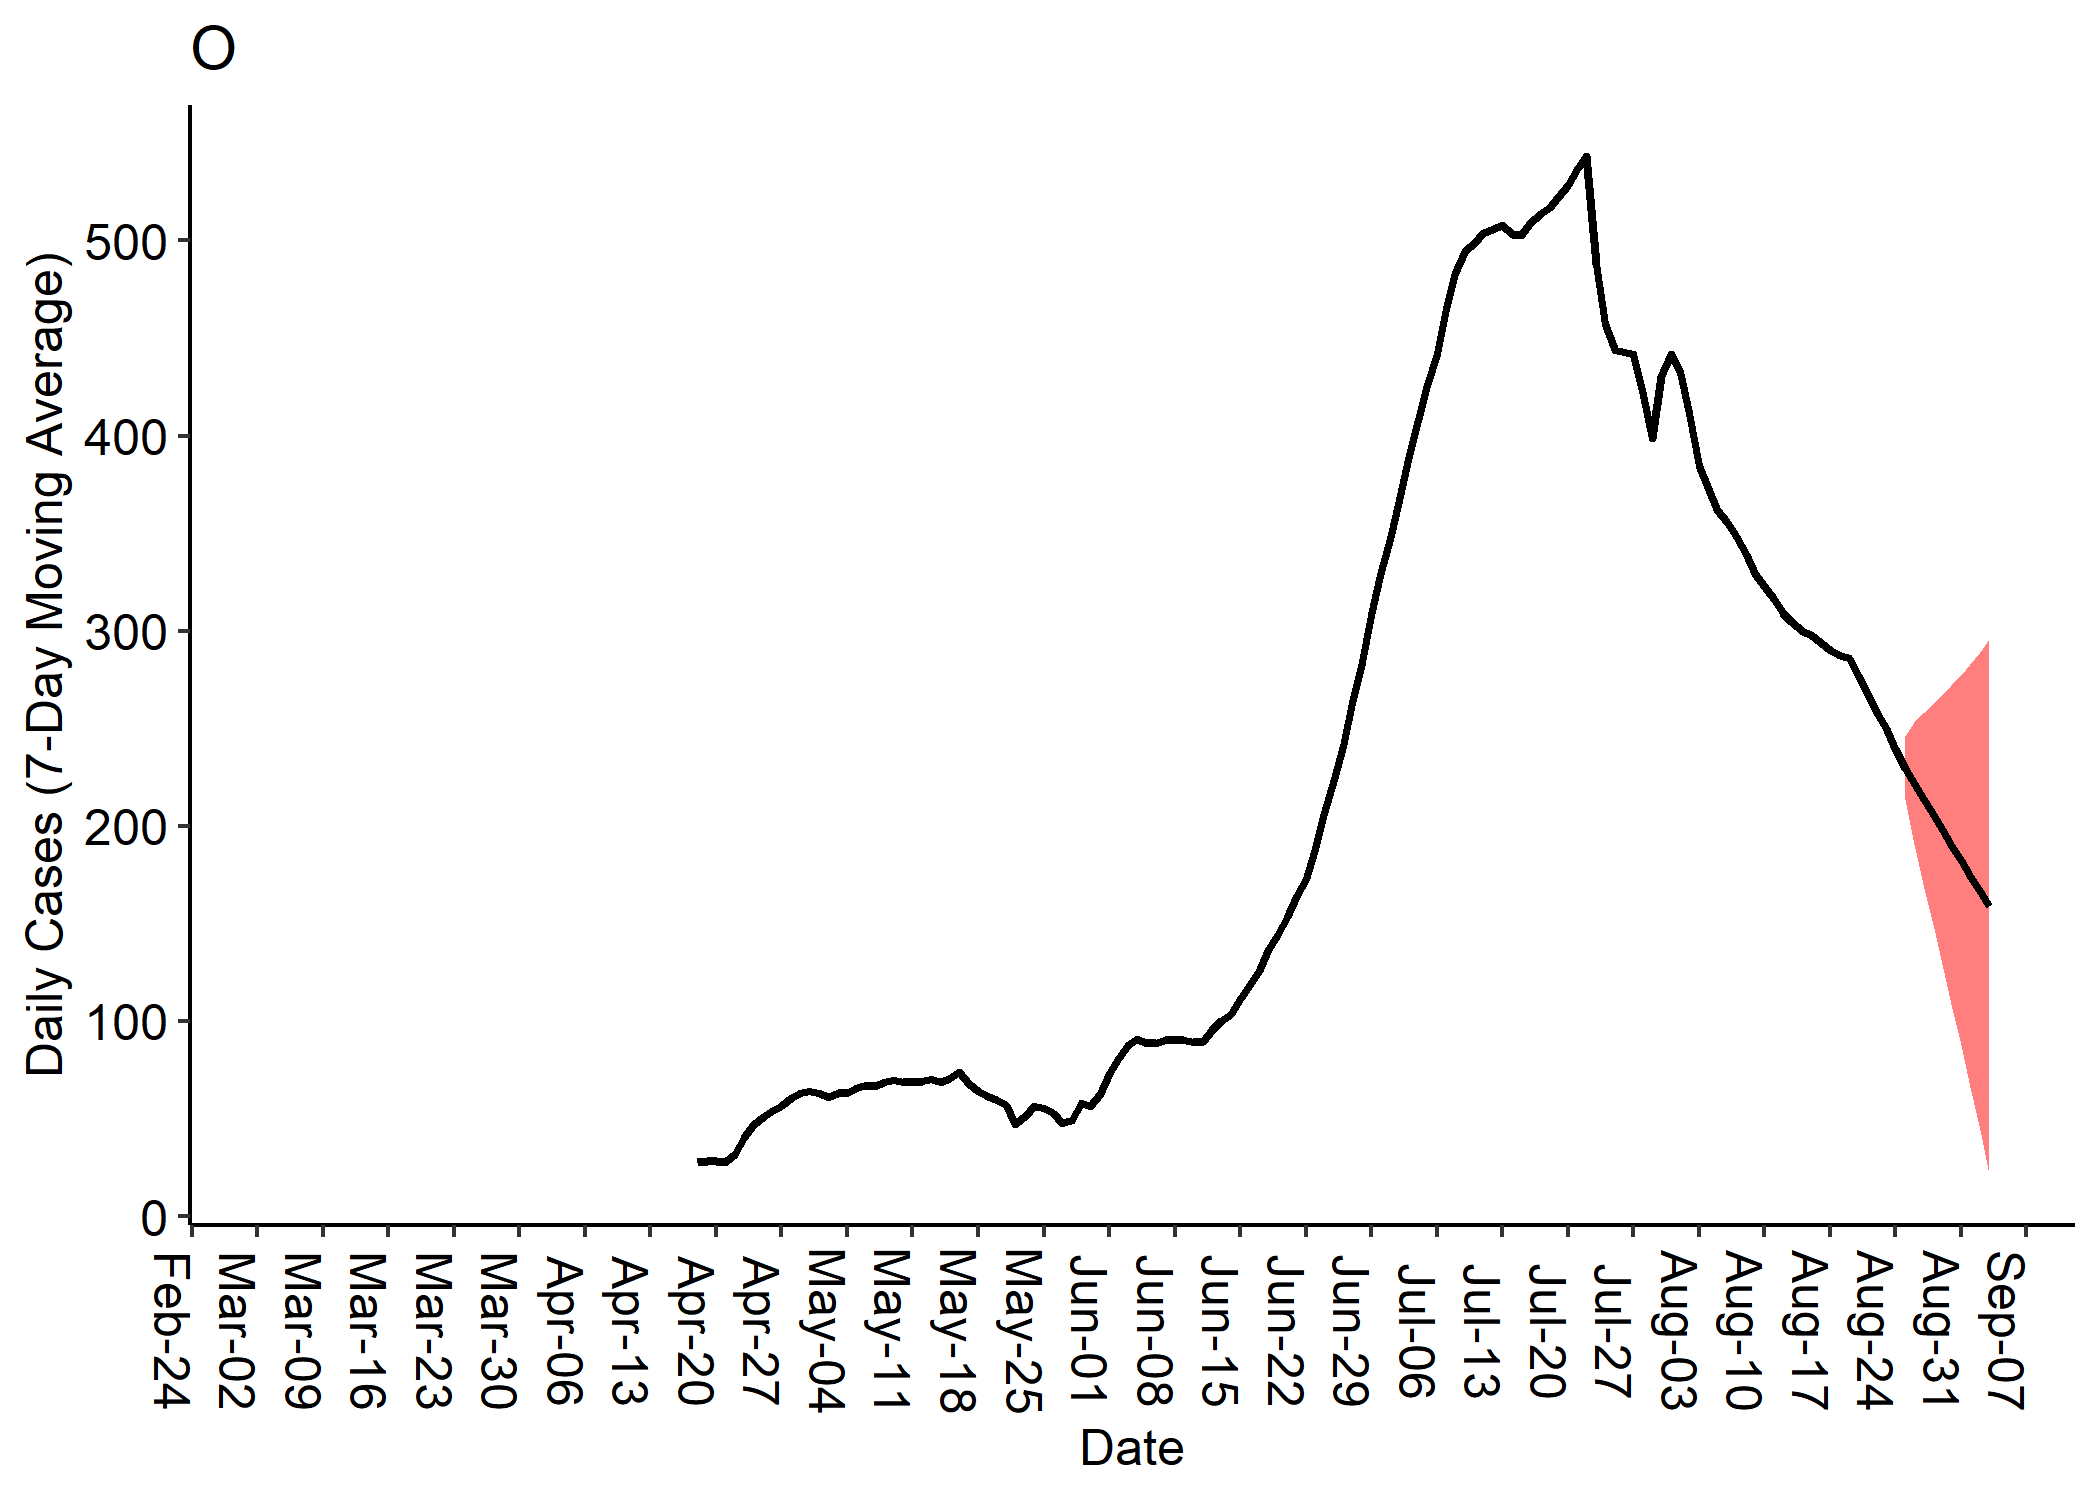 O
Daily Cases (7-Day Moving Average)
500
400
300
200
100
0
Feb-24
Mar-02
Mar-09
Mar-16
Mar-23
Mar-30
Apr-06
Apr-13
Apr-20
Apr-27
May-04
May-11
May-18
May-25
Jun-01
Jun-08
Jun-15
Jun-22
Jun-29
Jul-06
Jul-13
Jul-20
Jul-27
Aug-03
Aug-10
Aug-17
Aug-24
Aug-31
Sep-07
Date